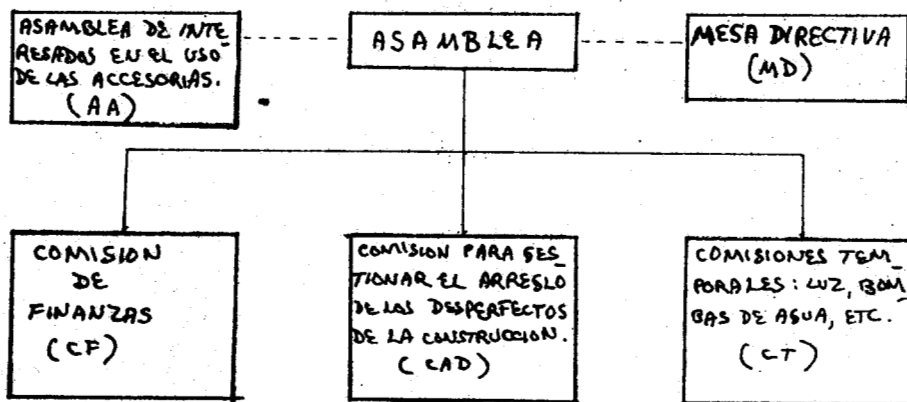 ASAMBLEA DE INTE_
RESADOS EN EL USO
DE LAS ACCESORIAS.
(AA)
ASAMBLEA
MESA DIRECTIVA
(MD)
COMISION
DE
FINANZAS
(CF)
COMISION PARA GES_
TIONAR EL ARREGLO
DE LOS DESPERFECTOS
DE LA CONSTRUCCION.
(CAD)
COMISIONES TEM_
PORALES: LUZ, BOM_
BAS DE AGUA, ETC.
(CT)